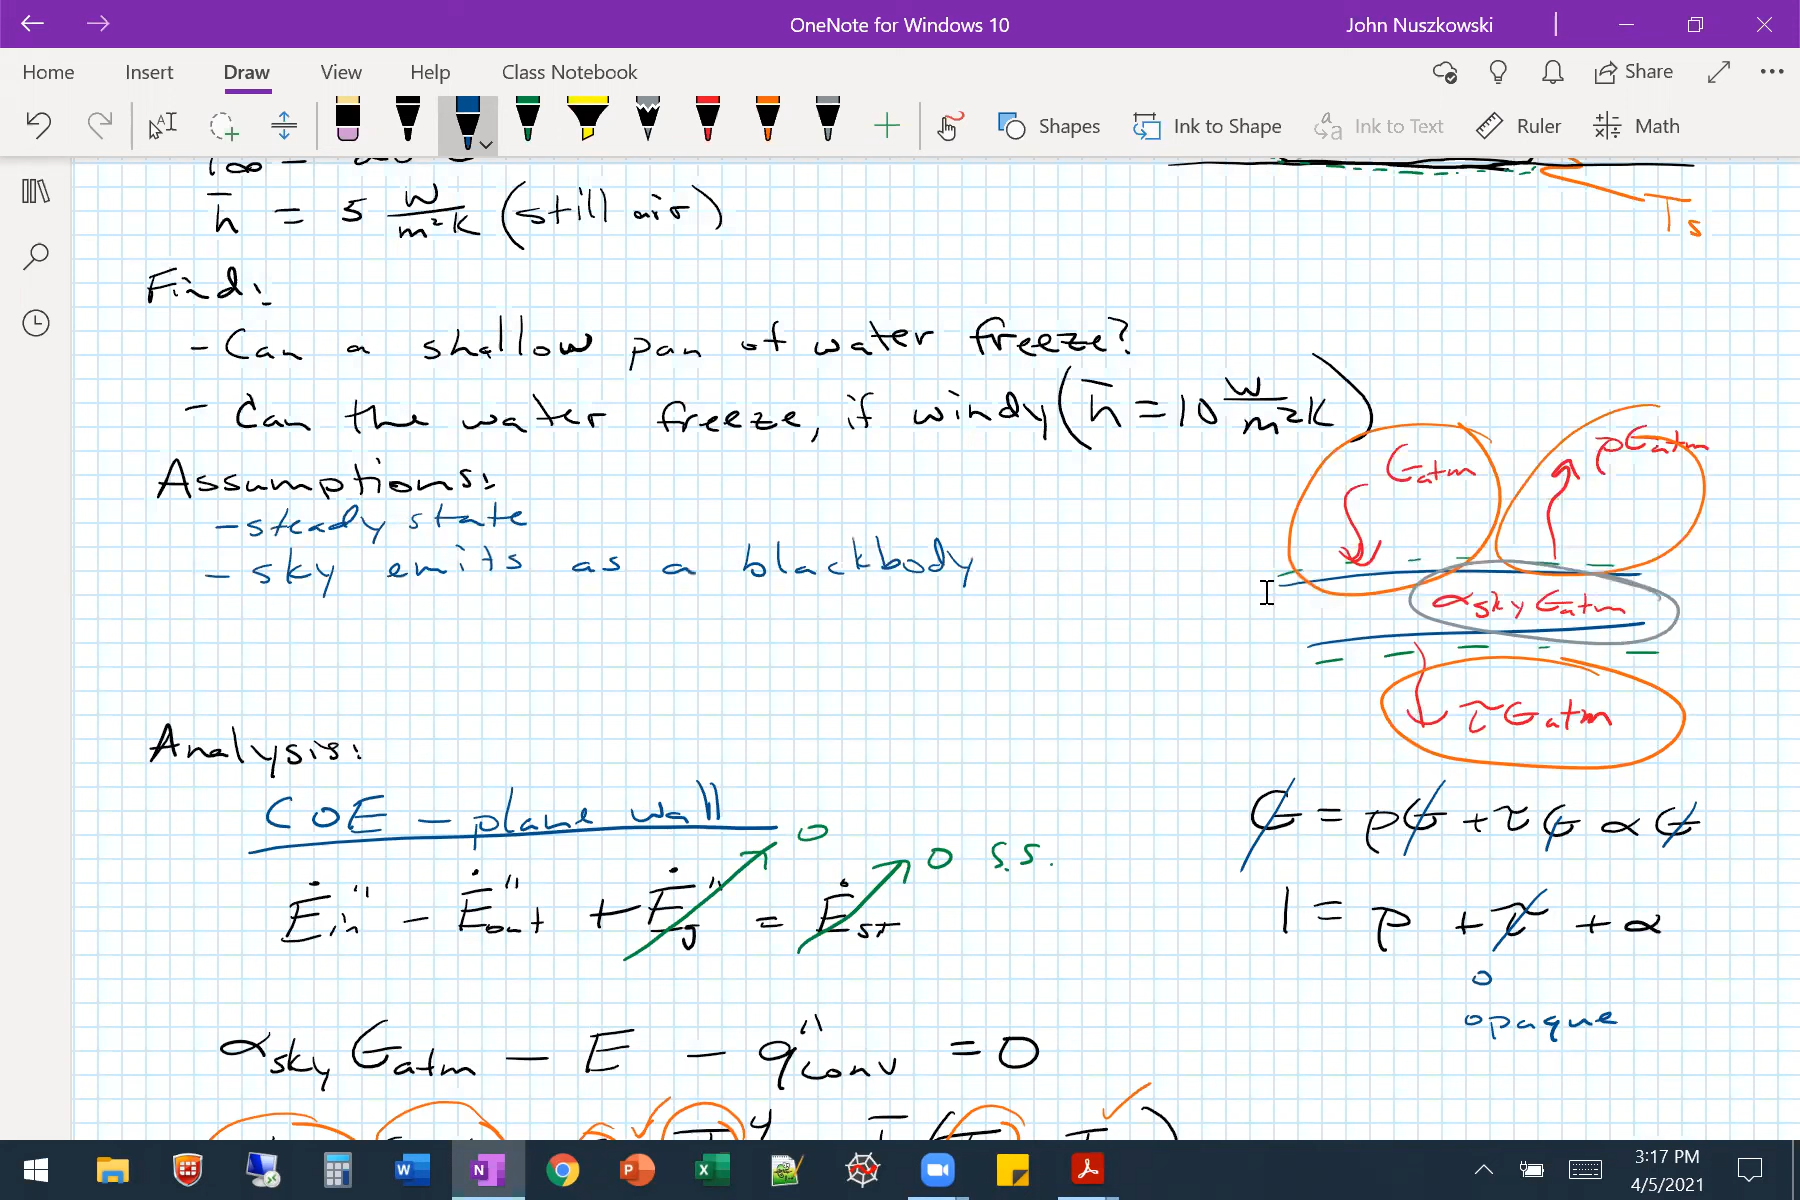 OneNote for Windows 10
John Nuszkowski
Home Insert Draw View Help Class Notebook
Share
Shapes Ink to Shape Ink to Text Ruler Math
T∞ =
h̄ = 5 W/m²K (still air)
Ts
Find:
- Can a shallow pan of water freeze?
- Can the water freeze, if windy (h̄ = 10 W/m²K)
Assumptions:
- steady state
- sky emits as a blackbody
Gatm
ρGatm
αsky Gatm
τGatm
Analysis:
COE - plane wall
Ėin'' - Ėout'' + Ėg'' = Ėst
0
0 S.S.
G = ρG + τG αG
1 = ρ + τ + α
0
opaque
αsky Gatm - E - q''conv = 0
4
3:17 PM
4/5/2021